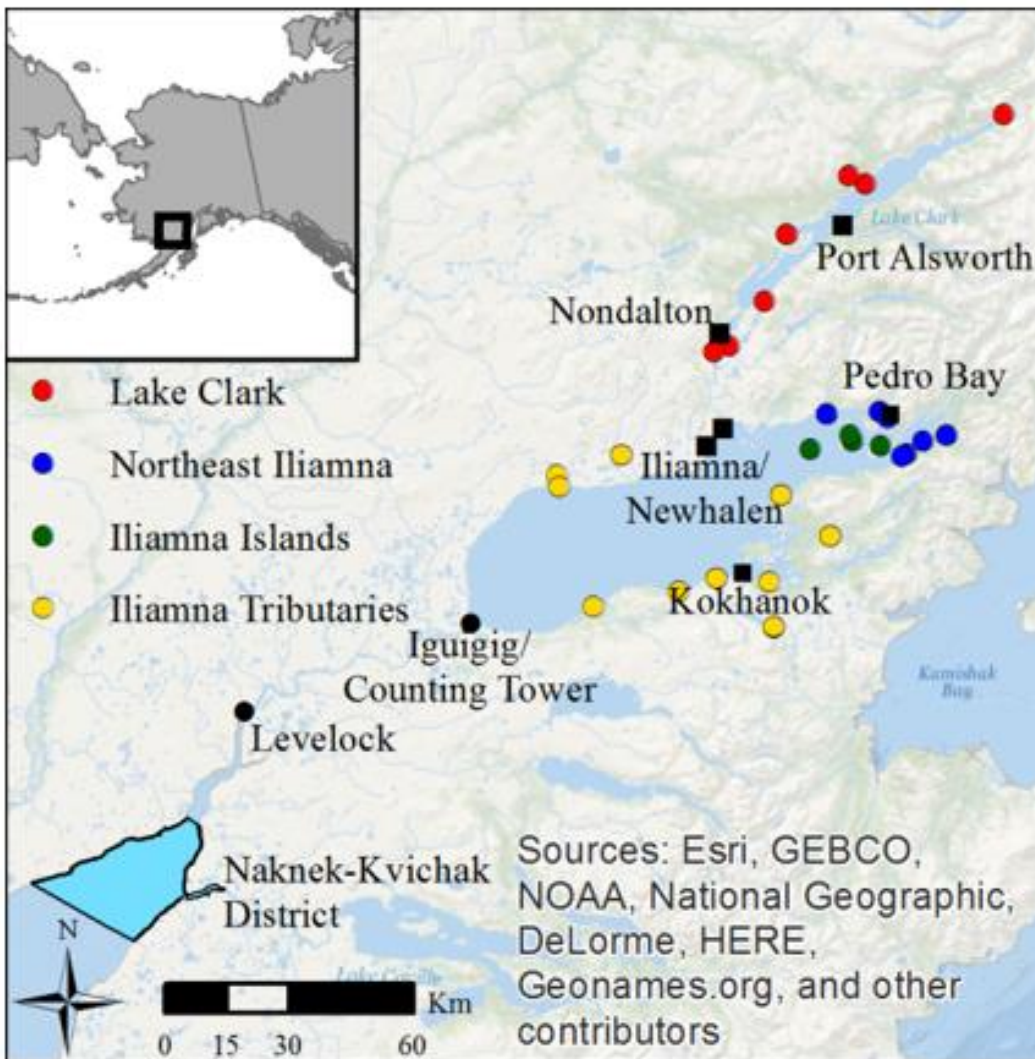 Lake Clark
Port Alsworth
Nondalton
Pedro Bay
Lake Clark
Northeast Iliamna
Iliamna Islands
Iliamna Tributaries
Iliamna/
Newhalen
Kokhanok
Iguigig/
Counting Tower
Kamishak
Bay
Levelock
Naknek-Kvichak
District
N
Sources: Esri, GEBCO,
NOAA, National Geographic,
DeLorme, HERE,
Geonames.org, and other
contributors
Lake
Km
0 15 30 60